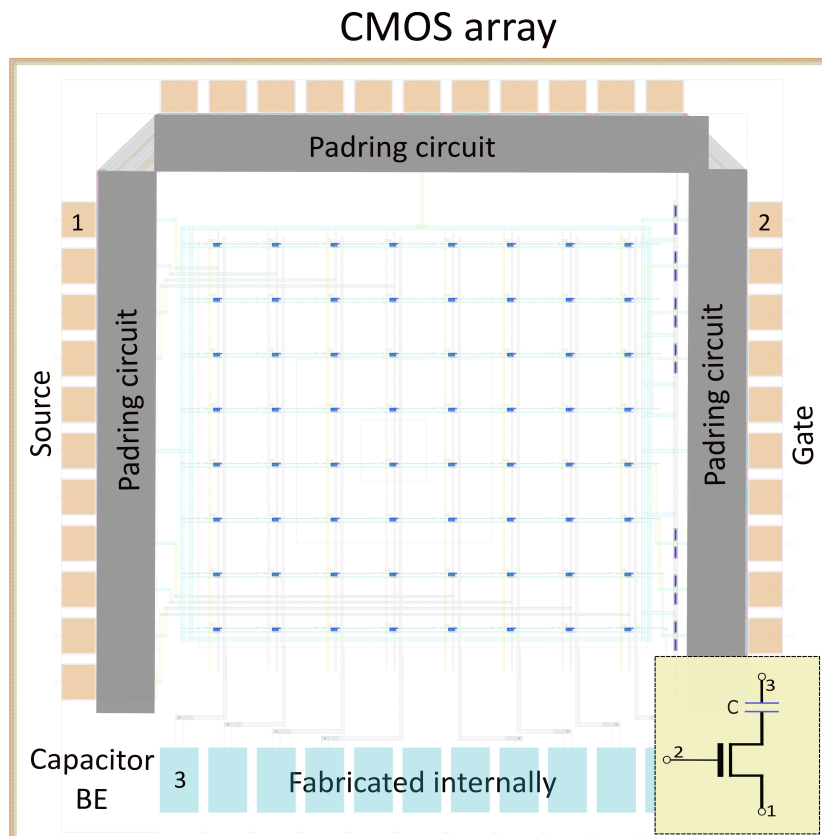 CMOS array
Padring circuit
1
2
Padring circuit
Padring circuit
Source
Gate
Capacitor
BE
3
Fabricated internally
3
C
2
1